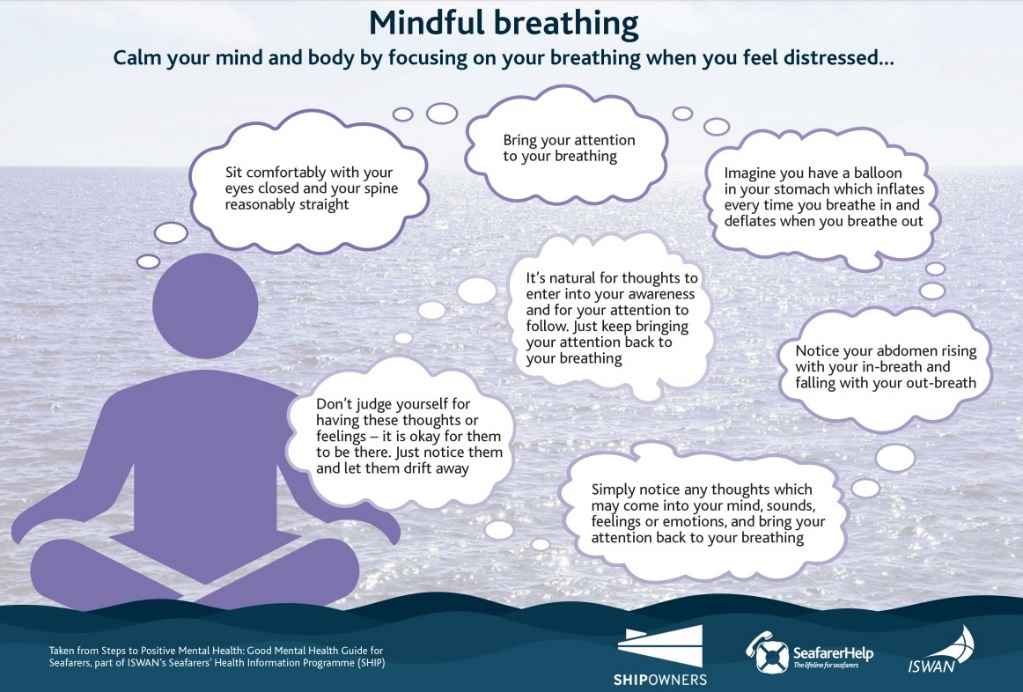 Mindful breathing
Calm your mind and body by focusing on your breathing when you feel distressed...
Sit comfortably with your
eyes closed and your spine
reasonably straight
Bring your attention
to your breathing
Imagine you have a balloon
in your stomach which inflates
every time you breathe in and
deflates when you breathe out
Notice your abdomen rising
with your in-breath and
falling with your out-breath
Simply notice any thoughts which
may come into your mind, sounds,
feelings or emotions, and bring your
attention back to your breathing
Don't judge yourself for
having these thoughts or
feelings – it is okay for them
to be there. Just notice them
and let them drift away
It's natural for thoughts to
enter into your awareness
and for your attention to
follow. Just keep bringing
your attention back to
your breathing
Taken from Steps to Positive Mental Health: Good Mental Health Guide for
Seafarers, part of ISWAN's Seafarers' Health Information Programme (SHIP)
SHIPOWNERS
SeafarerHelp
The lifeline for seafarers
ISWAN